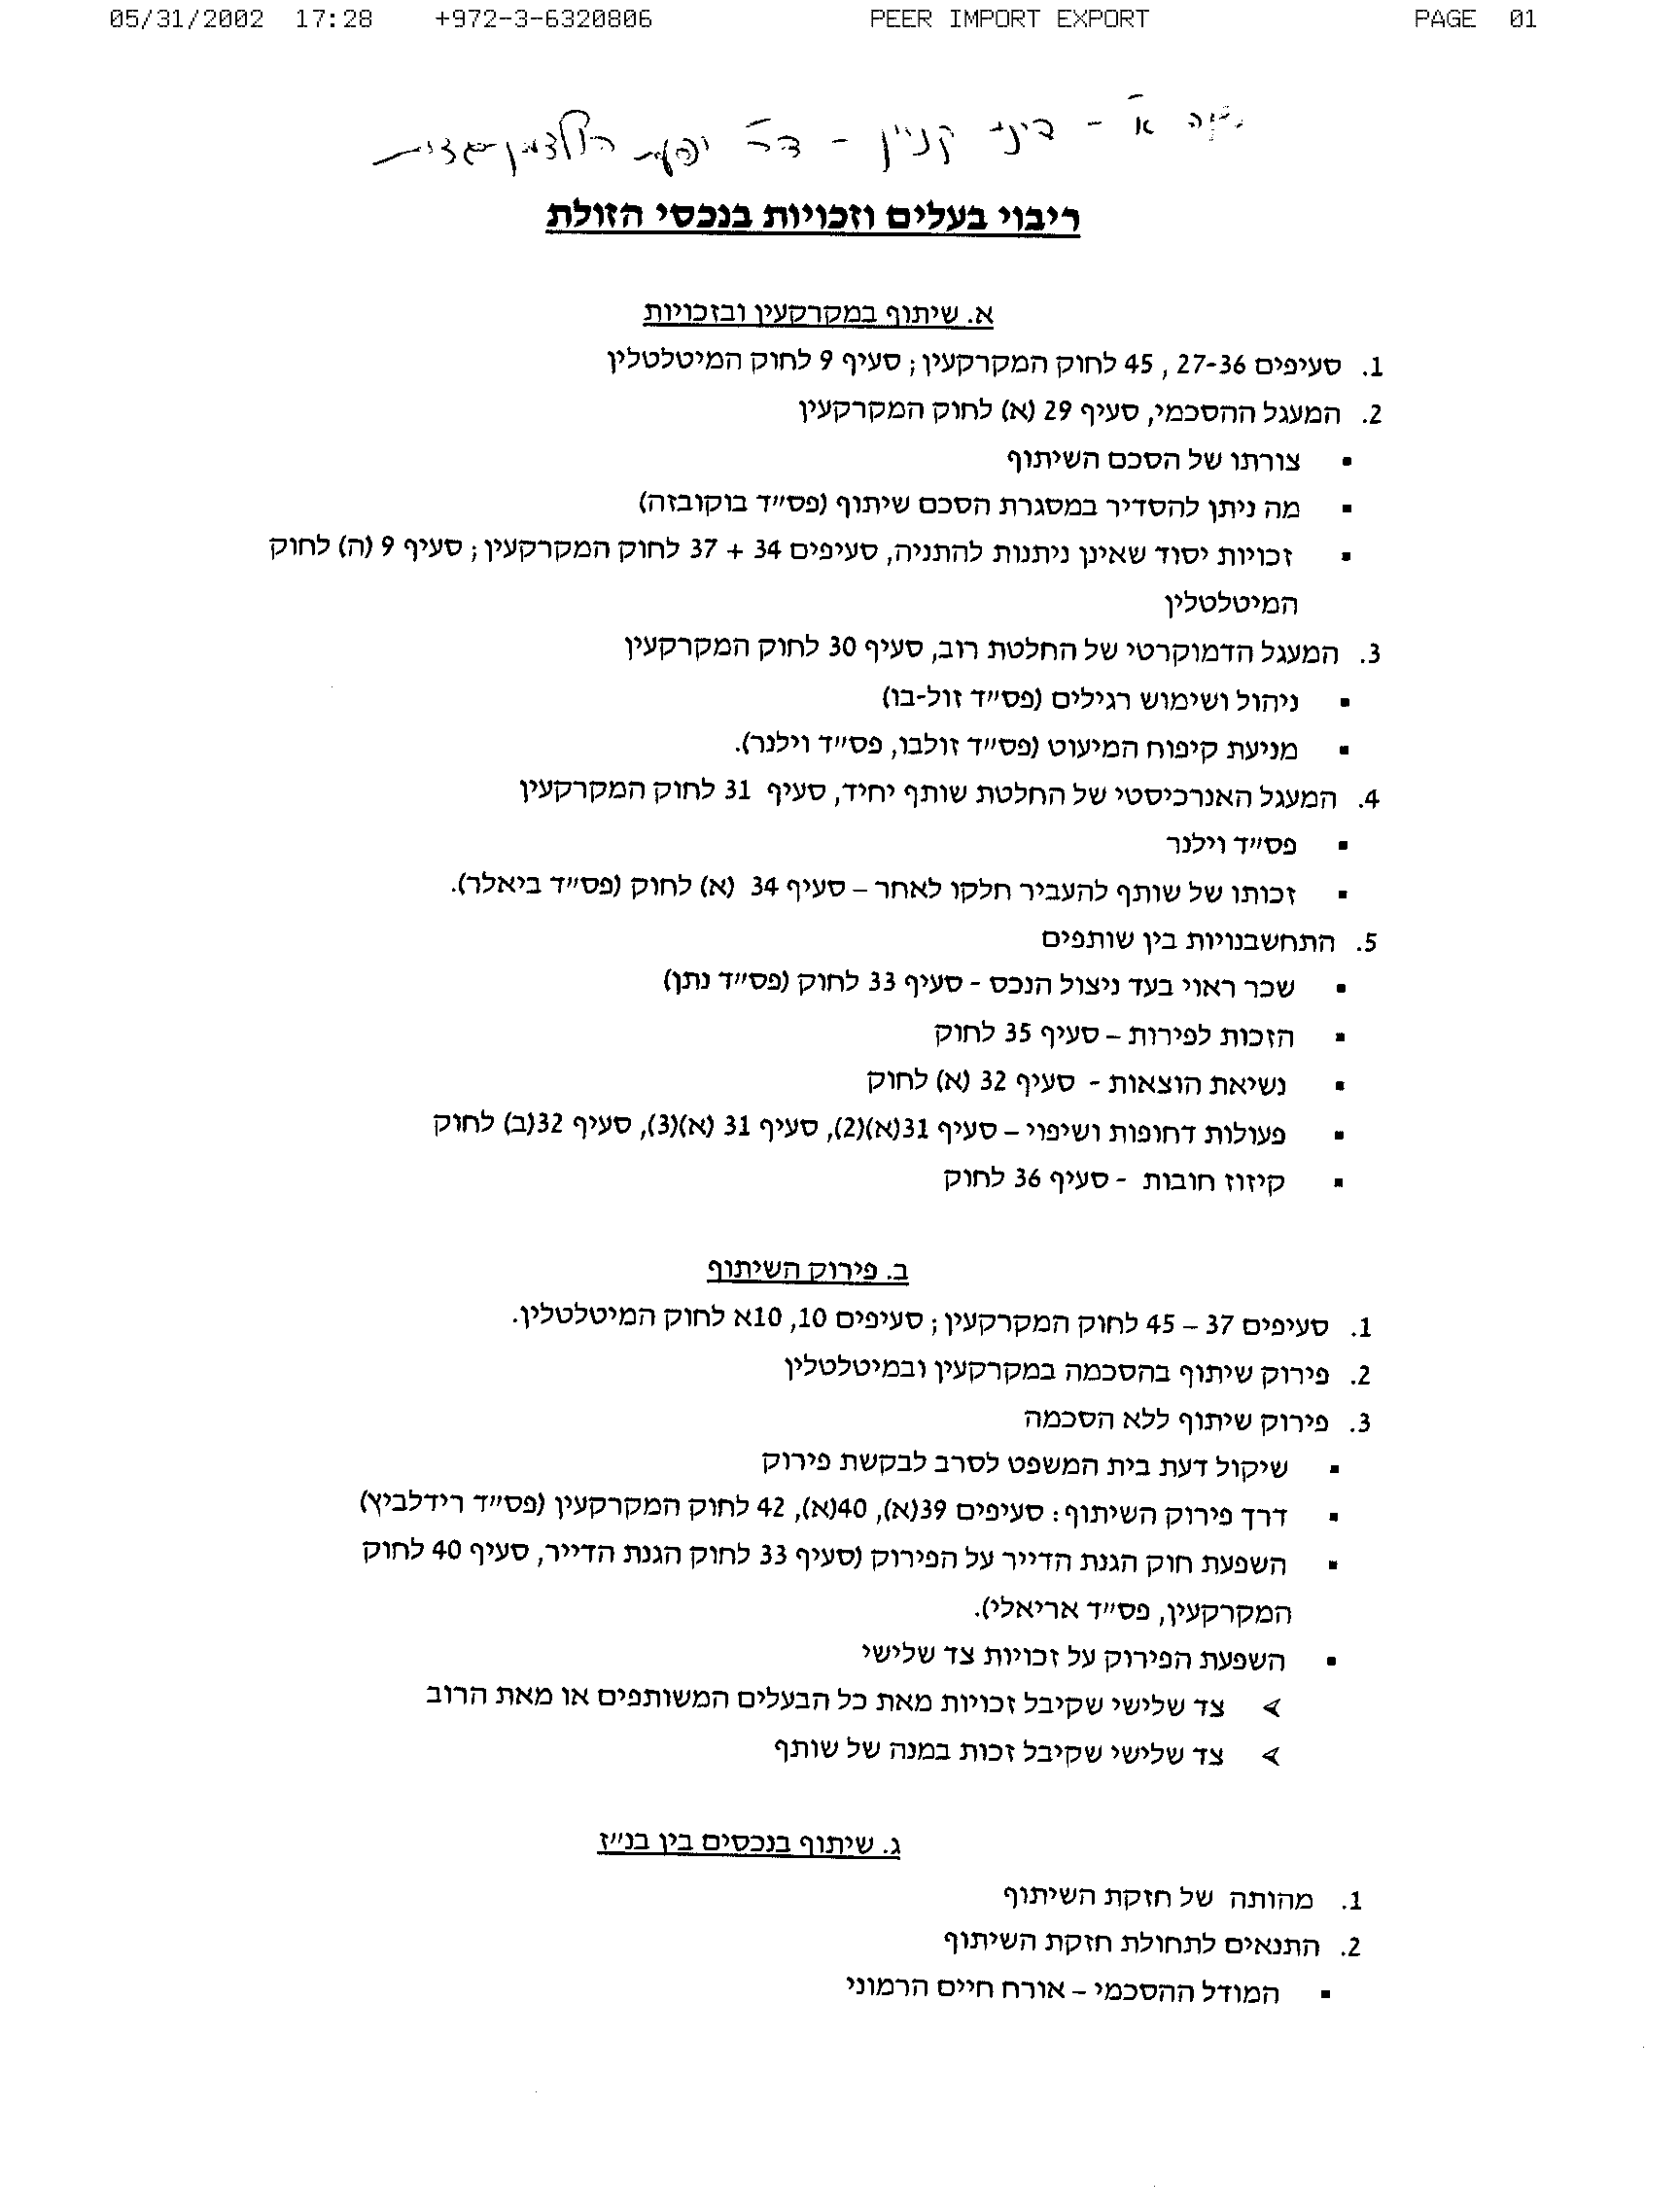 05/31/2002 17:28 +972-3-6320806 PEER IMPORT EXPORT PAGE 01
א' - דיני קניין - ד"ר יפעת הולצמן-גזית
ריבוי בעלים וזכויות בנכסי הזולת
א. שיתוף במקרקעין ובזכויות
1. סעיפים 27-36 , 45 לחוק המקרקעין ; סעיף 9 לחוק המיטלטלין
2. המעגל ההסכמי, סעיף 29 (א) לחוק המקרקעין
▪ צורתו של הסכם השיתוף
▪ מה ניתן להסדיר במסגרת הסכם שיתוף (פס״ד בוקובזה)
▪ זכויות יסוד שאינן ניתנות להתניה, סעיפים 34 + 37 לחוק המקרקעין ; סעיף 9 (ה) לחוק
המיטלטלין
3. המעגל הדמוקרטי של החלטת רוב, סעיף 30 לחוק המקרקעין
▪ ניהול ושימוש רגילים (פס״ד זול-בו)
▪ מניעת קיפוח המיעוט (פס״ד זולבו, פס״ד וילנר).
4. המעגל האנרכיסטי של החלטת שותף יחיד, סעיף 31 לחוק המקרקעין
▪ פס״ד וילנר
▪ זכותו של שותף להעביר חלקו לאחר – סעיף 34 (א) לחוק (פס״ד ביאלר).
5. התחשבנויות בין שותפים
▪ שכר ראוי בעד ניצול הנכס - סעיף 33 לחוק (פס״ד נתן)
▪ הזכות לפירות – סעיף 35 לחוק
▪ נשיאת הוצאות - סעיף 32 (א) לחוק
▪ פעולות דחופות ושיפוי – סעיף 31(א)(2), סעיף 31 (א)(3), סעיף 32(ב) לחוק
▪ קיזוז חובות - סעיף 36 לחוק
ב. פירוק השיתוף
1. סעיפים 37 – 45 לחוק המקרקעין ; סעיפים 10, 10א לחוק המיטלטלין.
2. פירוק שיתוף בהסכמה במקרקעין ובמיטלטלין
3. פירוק שיתוף ללא הסכמה
▪ שיקול דעת בית המשפט לסרב לבקשת פירוק
▪ דרך פירוק השיתוף : סעיפים 39(א), 40(א), 42 לחוק המקרקעין (פס״ד רידלביץ)
▪ השפעת חוק הגנת הדייר על הפירוק (סעיף 33 לחוק הגנת הדייר, סעיף 40 לחוק
המקרקעין, פס״ד אריאלי).
▪ השפעת הפירוק על זכויות צד שלישי
➢ צד שלישי שקיבל זכויות מאת כל הבעלים המשותפים או מאת הרוב
➢ צד שלישי שקיבל זכות במנה של שותף
ג. שיתוף בנכסים בין בנ״ז
1. מהותה של חזקת השיתוף
2. התנאים לתחולת חזקת השיתוף
▪ המודל ההסכמי – אורח חיים הרמוני